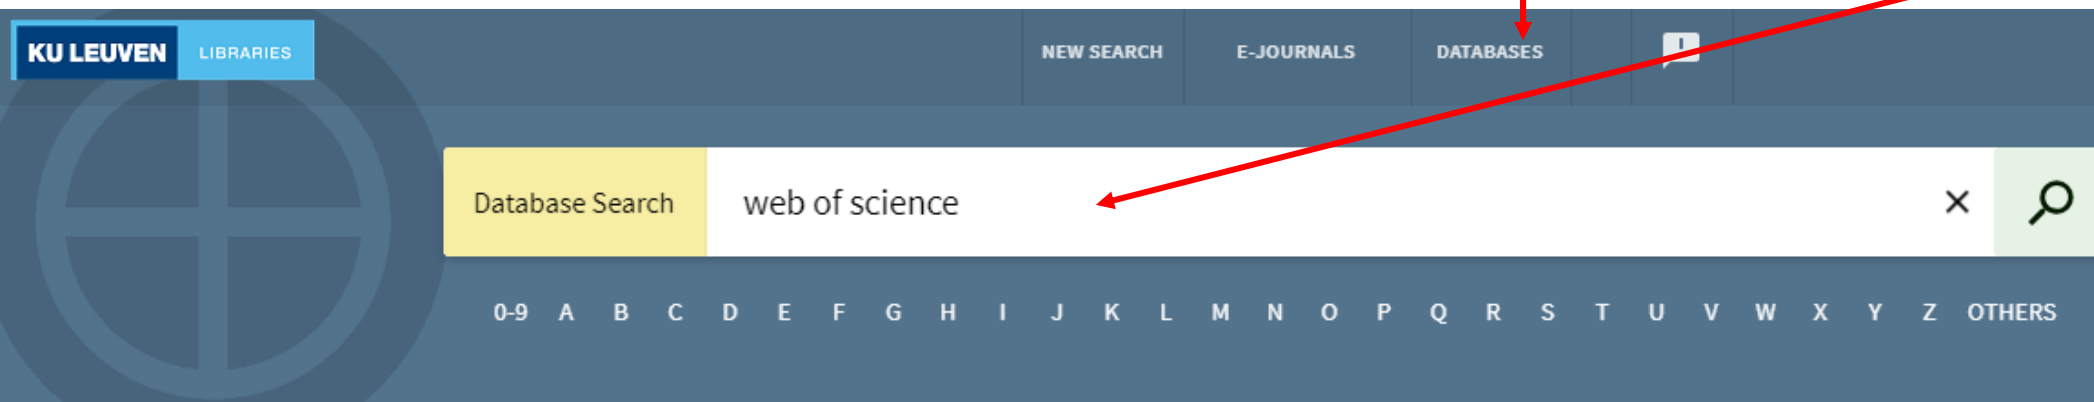 KU LEUVEN LIBRARIES NEW SEARCH E-JOURNALS DATABASES
Database Search web of science
0-9 A B C D E F G H I J K L M N O P Q R S T U V W X Y Z OTHERS